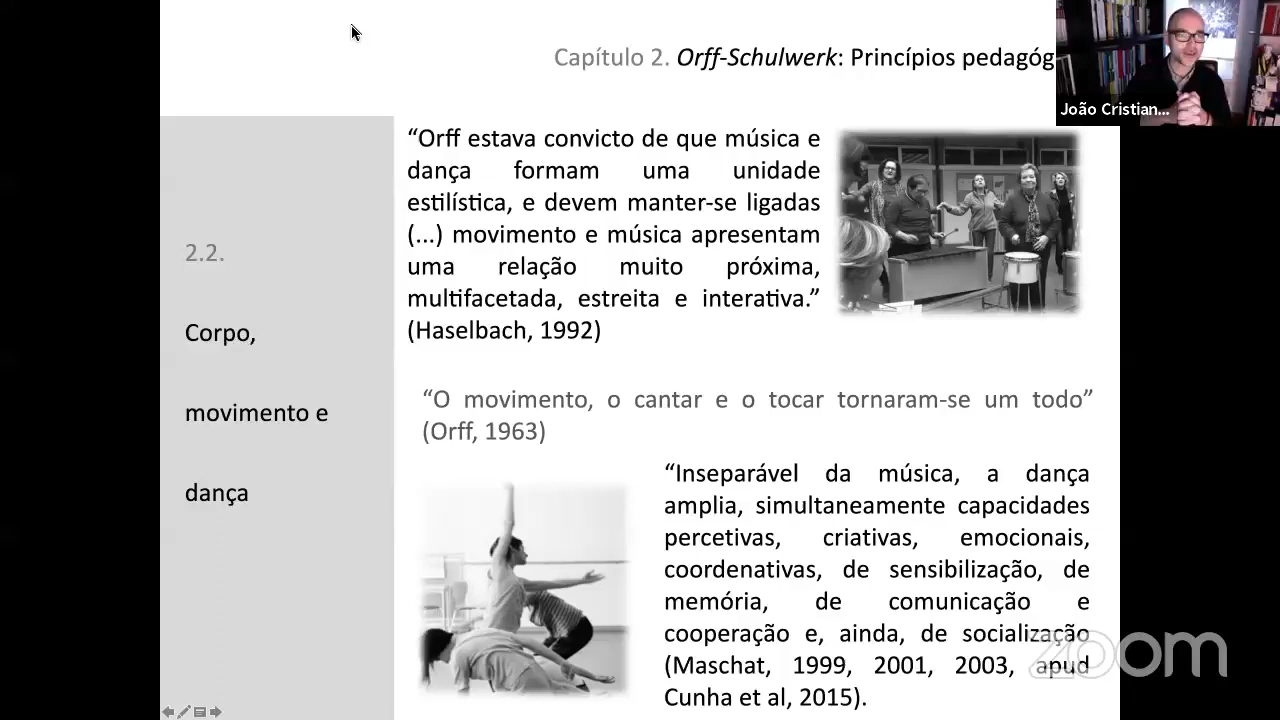 Capítulo 2. Orff-Schulwerk: Princípios pedagóg
João Cristian...
“Orff estava convicto de que música e
dança formam uma unidade
estilística, e devem manter-se ligadas
(...) movimento e música apresentam
uma relação muito próxima,
multifacetada, estreita e interativa.”
(Haselbach, 1992)
2.2.
Corpo,
movimento e
dança
“O movimento, o cantar e o tocar tornaram-se um todo”
(Orff, 1963)
“Inseparável da música, a dança
amplia, simultaneamente capacidades
percetivas, criativas, emocionais,
coordenativas, de sensibilização, de
memória, de comunicação e
cooperação e, ainda, de socialização
(Maschat, 1999, 2001, 2003, apud
Cunha et al, 2015).
zoom